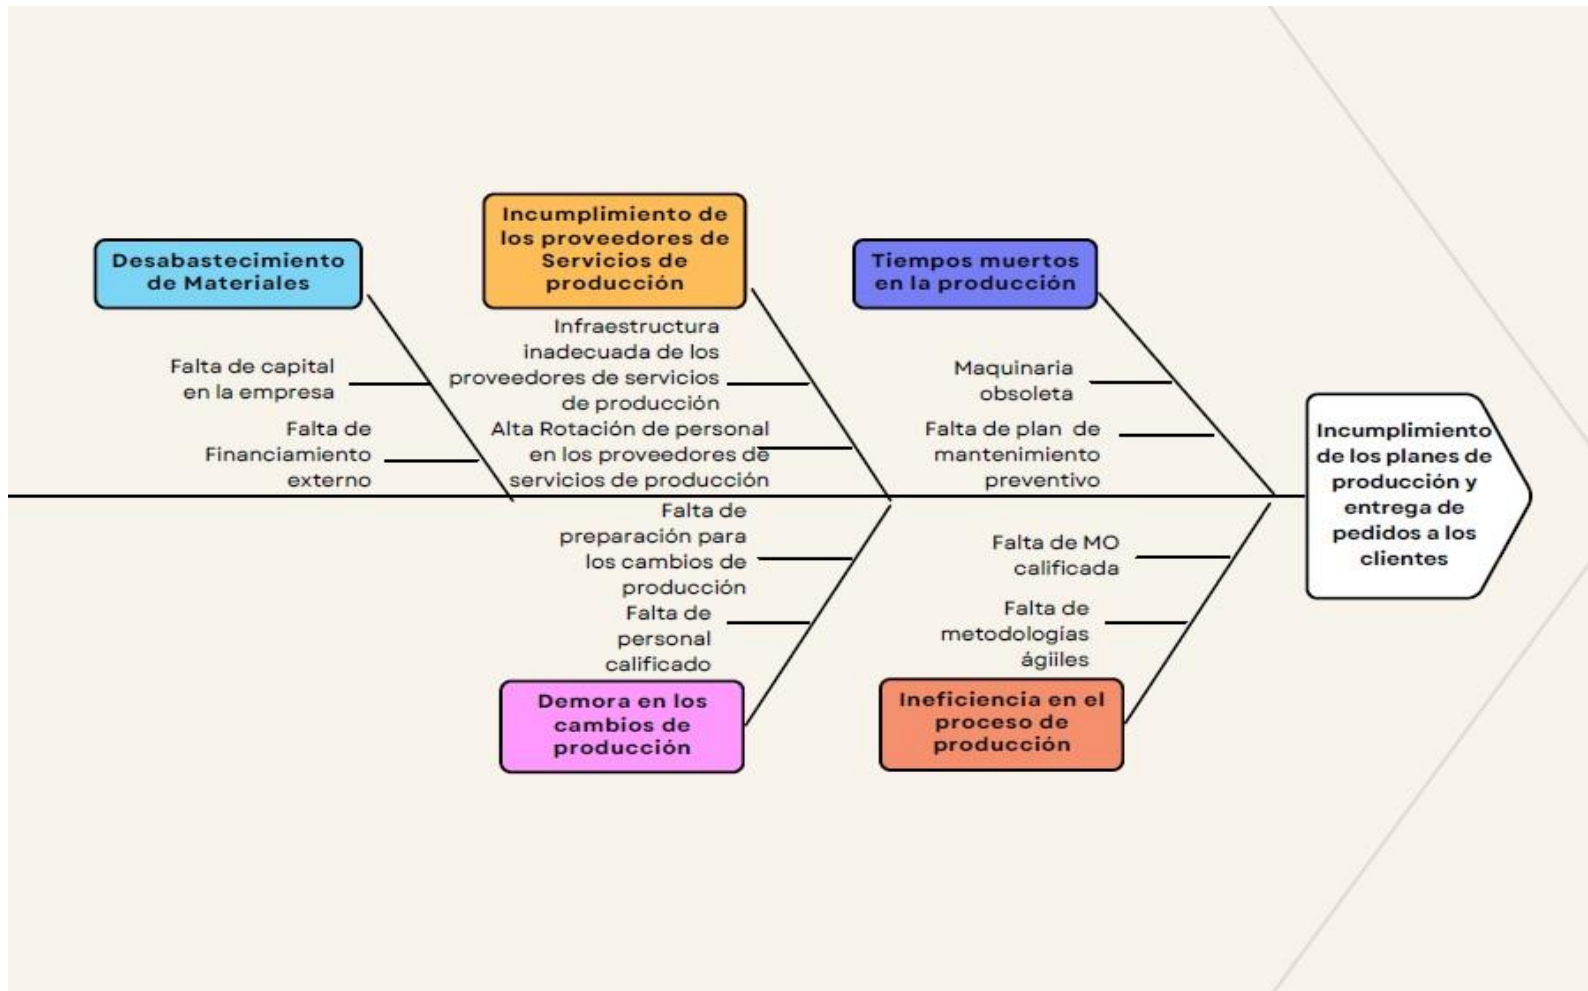 Desabastecimiento
de Materiales
Falta de capital
en la empresa
Falta de
Financiamiento
externo
Incumplimiento de
los proveedores de
Servicios de
producción
Infraestructura
inadecuada de los
proveedores de servicios
de producción
Alta Rotación de personal
en los proveedores de
servicios de producción
Tiempos muertos
en la producción
Maquinaria
obsoleta
Falta de plan de
mantenimiento
preventivo
Falta de
preparación para
los cambios de
producción
Falta de
personal
calificado
Demora en los
cambios de
producción
Falta de MO
calificada
Falta de
metodologías
ágiiles
Ineficiencia en el
proceso de
producción
Incumplimiento
de los planes de
producción y
entrega de
pedidos a los
clientes